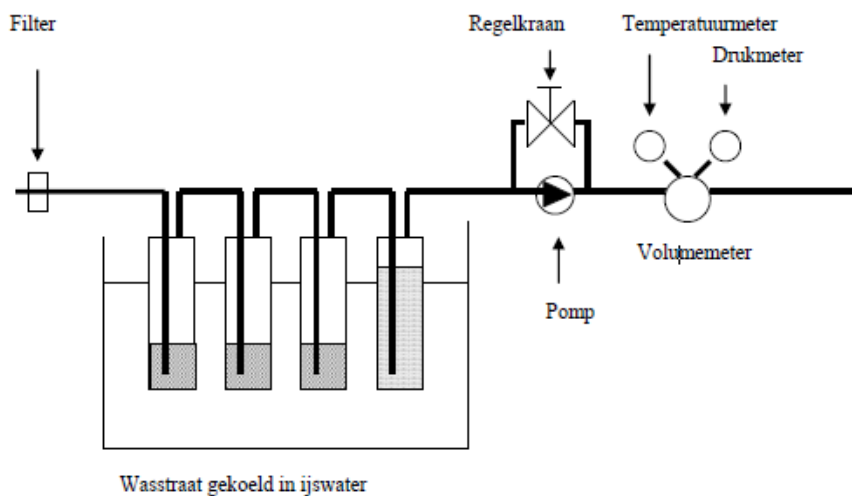 Filter
Regelkraan
Temperatuurmeter
Drukmeter
Volumemeter
Pomp
Wasstraat gekoeld in ijswater